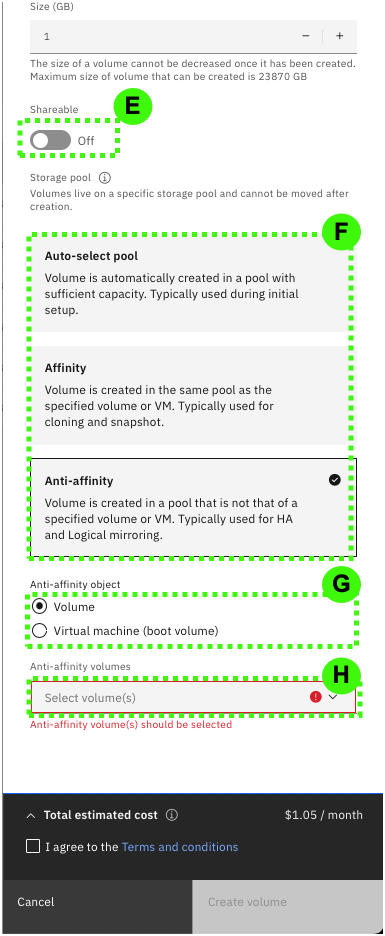 Size (GB)
1
The size of a volume cannot be decreased once it has been created.
Maximum size of volume that can be created is 23870 GB
Shareable
E
Off
Storage pool
Volumes live on a specific storage pool and cannot be moved after
creation.
F
Auto-select pool
Volume is automatically created in a pool with
sufficient capacity. Typically used during initial
setup.
Affinity
Volume is created in the same pool as the
specified volume or VM. Typically used for
cloning and snapshot.
Anti-affinity
Volume is created in a pool that is not that of a
specified volume or VM. Typically used for HA
and Logical mirroring.
Anti-affinity object
G
Volume
Virtual machine (boot volume)
Anti-affinity volumes
H
Select volume(s)
Anti-affinity volume(s) should be selected
Total estimated cost $1.05 / month
I agree to the Terms and conditions
Cancel Create volume